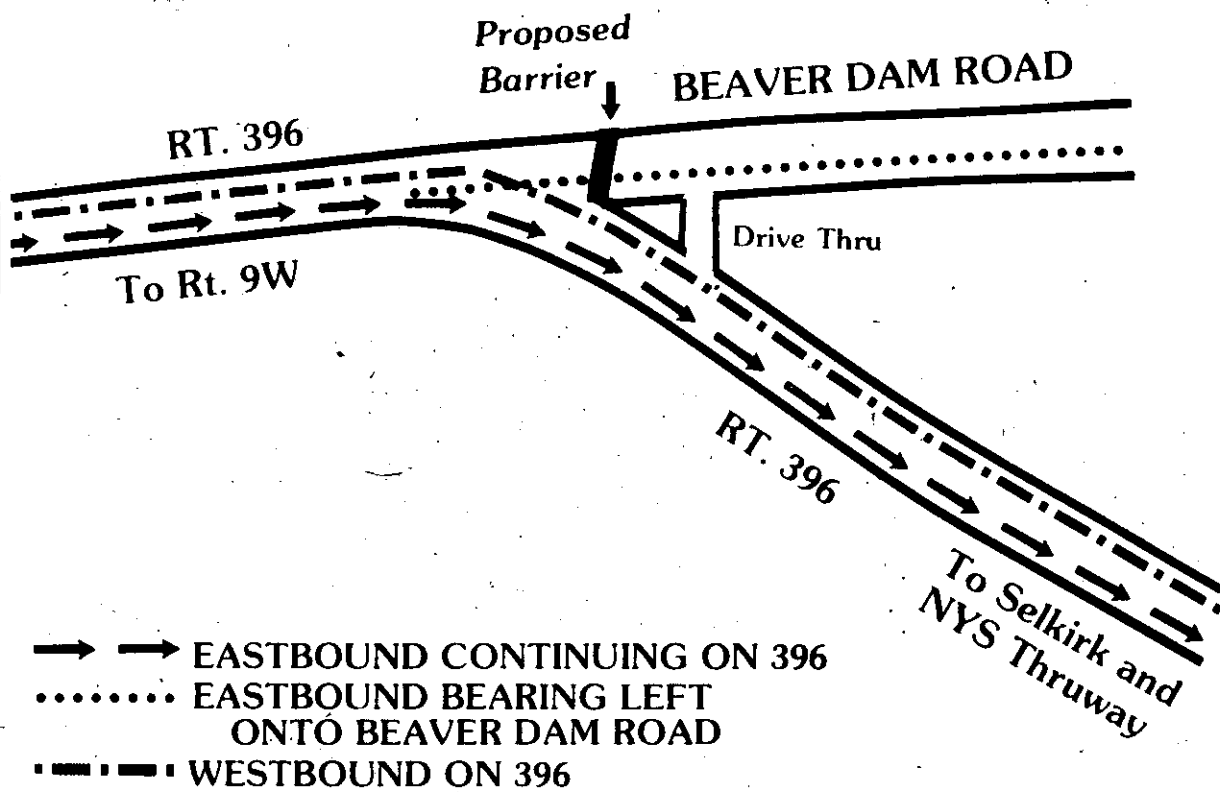 Proposed
Barrier
BEAVER DAM ROAD
RT. 396
Drive Thru
To Rt. 9W
RT. 396
To Selkirk and
NYS Thruway
EASTBOUND CONTINUING ON 396
EASTBOUND BEARING LEFT
ONTO BEAVER DAM ROAD
WESTBOUND ON 396